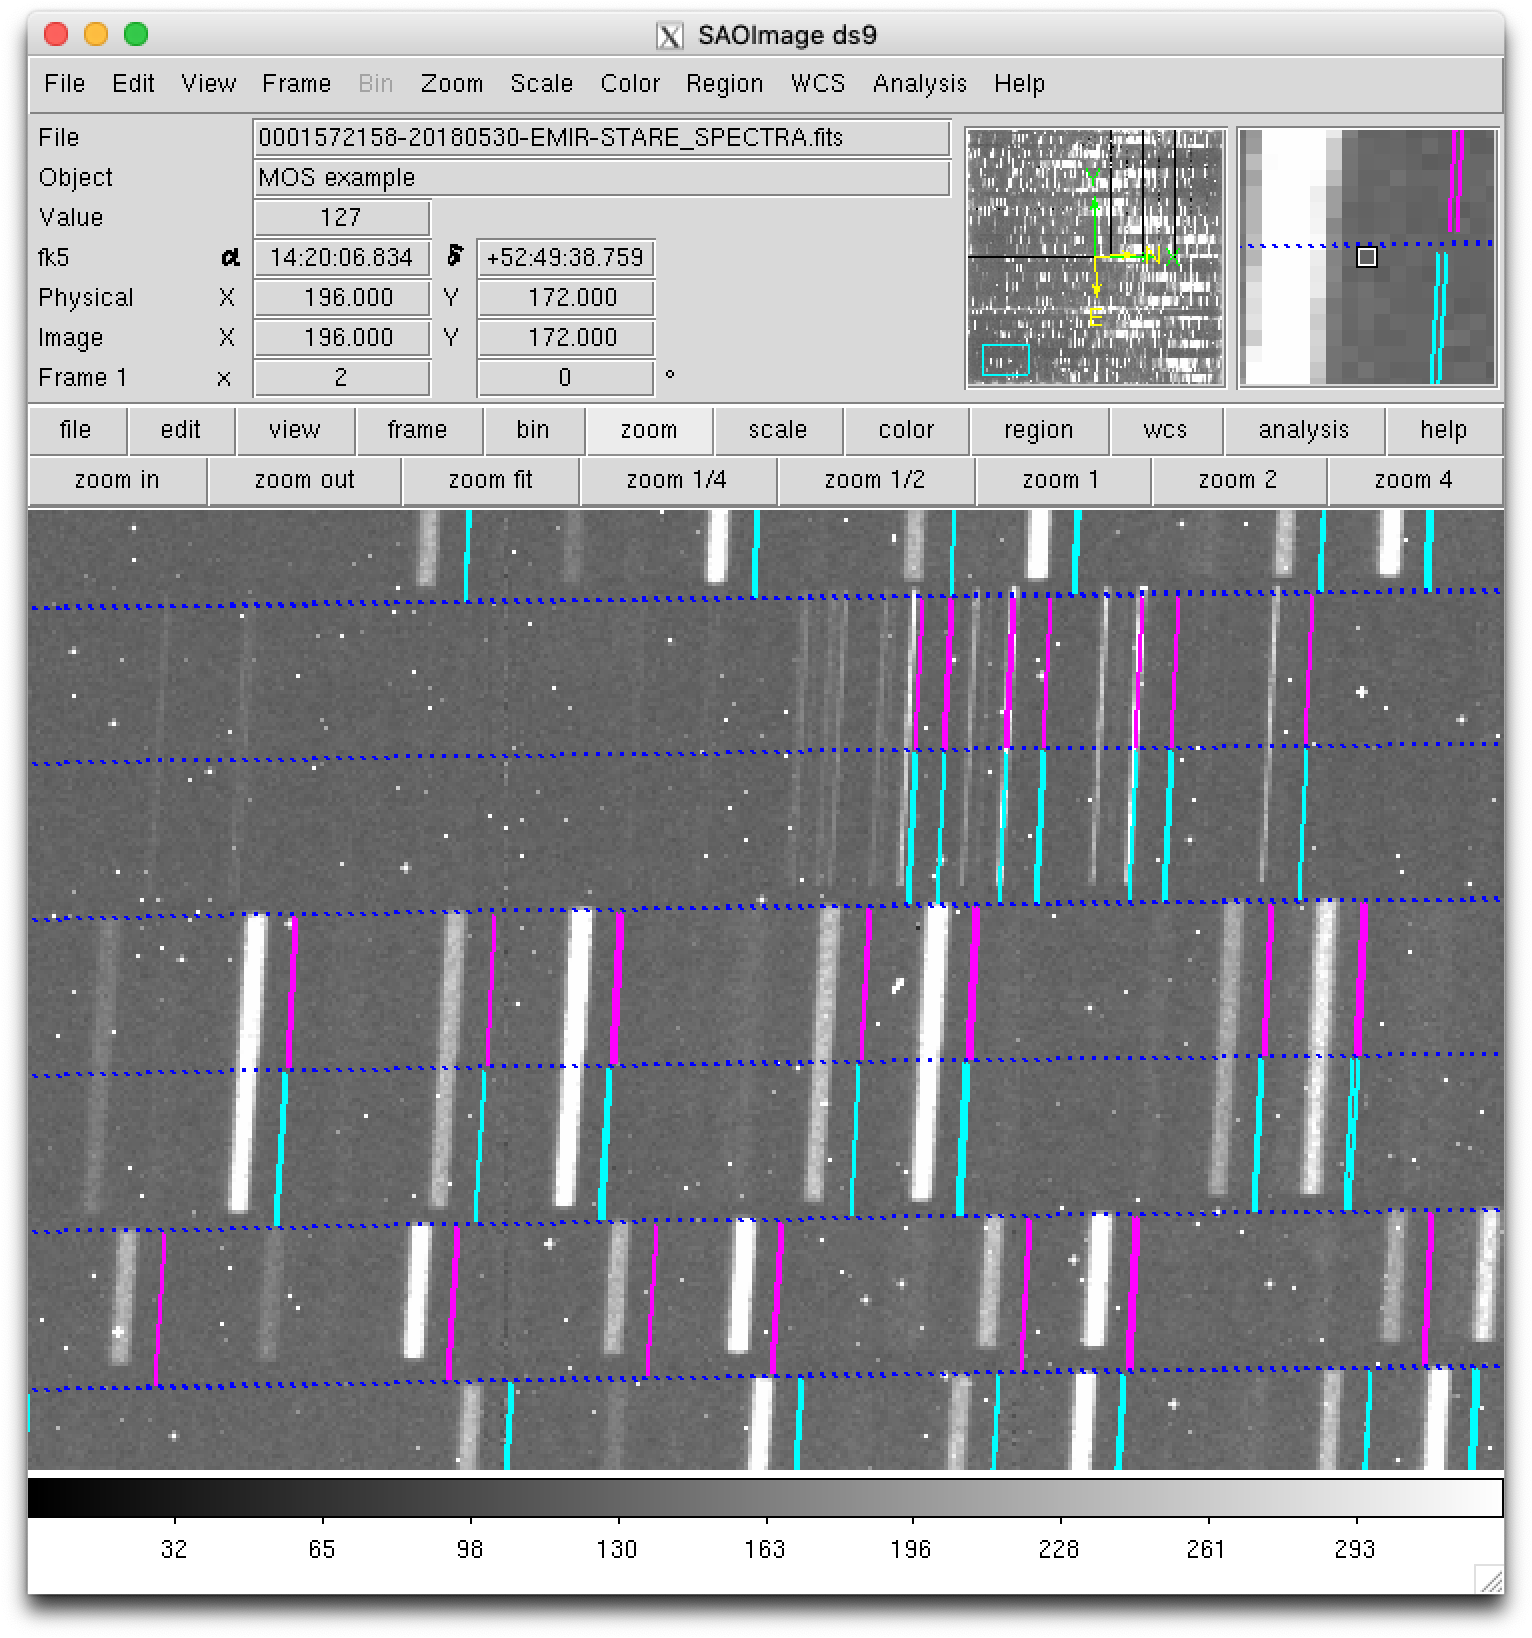 SAOImage ds9
File Edit View Frame Bin Zoom Scale Color Region WCS Analysis Help
File 0001572158-20180530-EMIR-STARE_SPECTRA.fits
Object MOS example
Value 127
fk5 α 14:20:06.834 δ +52:49:38.759
Physical X 196.000 Y 172.000
Image X 196.000 Y 172.000
Frame 1 x 2 0 °
Y
N X
E
file edit view frame bin zoom scale color region wcs analysis help
zoom in zoom out zoom fit zoom 1/4 zoom 1/2 zoom 1 zoom 2 zoom 4
32 65 98 130 163 196 228 261 293